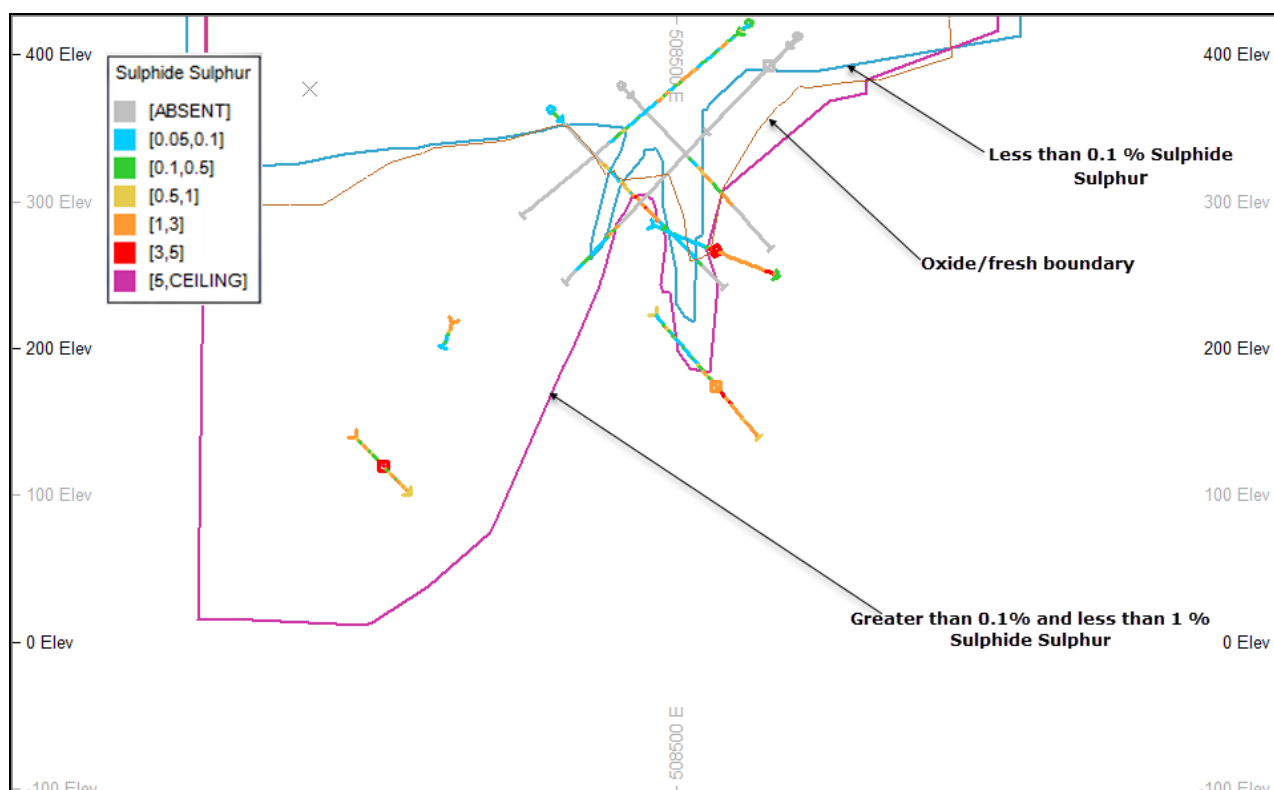 508500 E
400 Elev
400 Elev
Sulphide Sulphur
[ABSENT]
[0.05,0.1]
[0.1,0.5]
[0.5,1]
[1,3]
[3,5]
[5,CEILING]
Less than 0.1 % Sulphide
Sulphur
300 Elev
300 Elev
Oxide/fresh boundary
200 Elev
200 Elev
100 Elev
100 Elev
Greater than 0.1% and less than 1 %
Sulphide Sulphur
0 Elev
0 Elev
508500 E
-100 Elev
-100 Elev